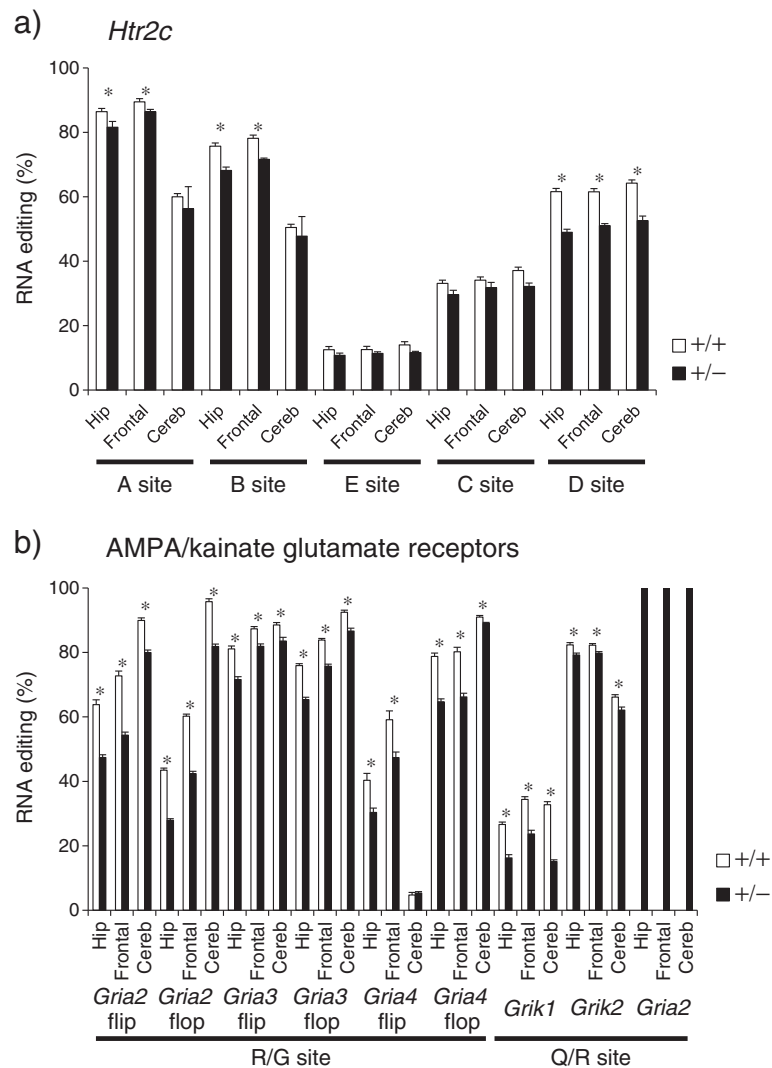 a) Htr2c
RNA editing (%)
100
80
60
40
20
0
* * * * * * *
Hip Frontal Cereb Hip Frontal Cereb Hip Frontal Cereb Hip Frontal Cereb Hip Frontal Cereb
A site B site E site C site D site
+/+
+/−
b) AMPA/kainate glutamate receptors
RNA editing (%)
100
80
60
40
20
0
* * * * * * * * * * * * * * * * * * * * * * *
Hip Frontal Cereb Hip Frontal Cereb Hip Frontal Cereb Hip Frontal Cereb Hip Frontal Cereb Hip Frontal Cereb Hip Frontal Cereb Hip Frontal Cereb Hip Frontal Cereb
Gria2 Gria2 Gria3 Gria3 Gria4 Gria4 Grik1 Grik2 Gria2
flip flop flip flop flip flop
R/G site Q/R site
+/+
+/−